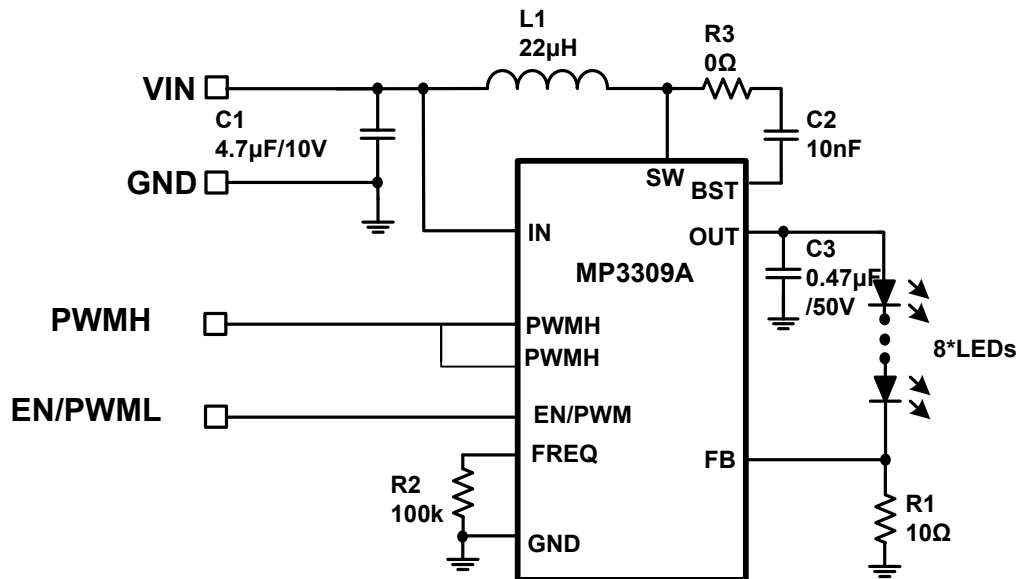 L1
22µH
R3
0Ω
VIN
C1
4.7µF/10V
C2
10nF
GND
SW
BST
IN
OUT
MP3309A
C3
0.47µF
/50V
PWMH
PWMH
PWMH
8*LEDs
EN/PWML
EN/PWM
FREQ
FB
R2
100k
R1
10Ω
GND